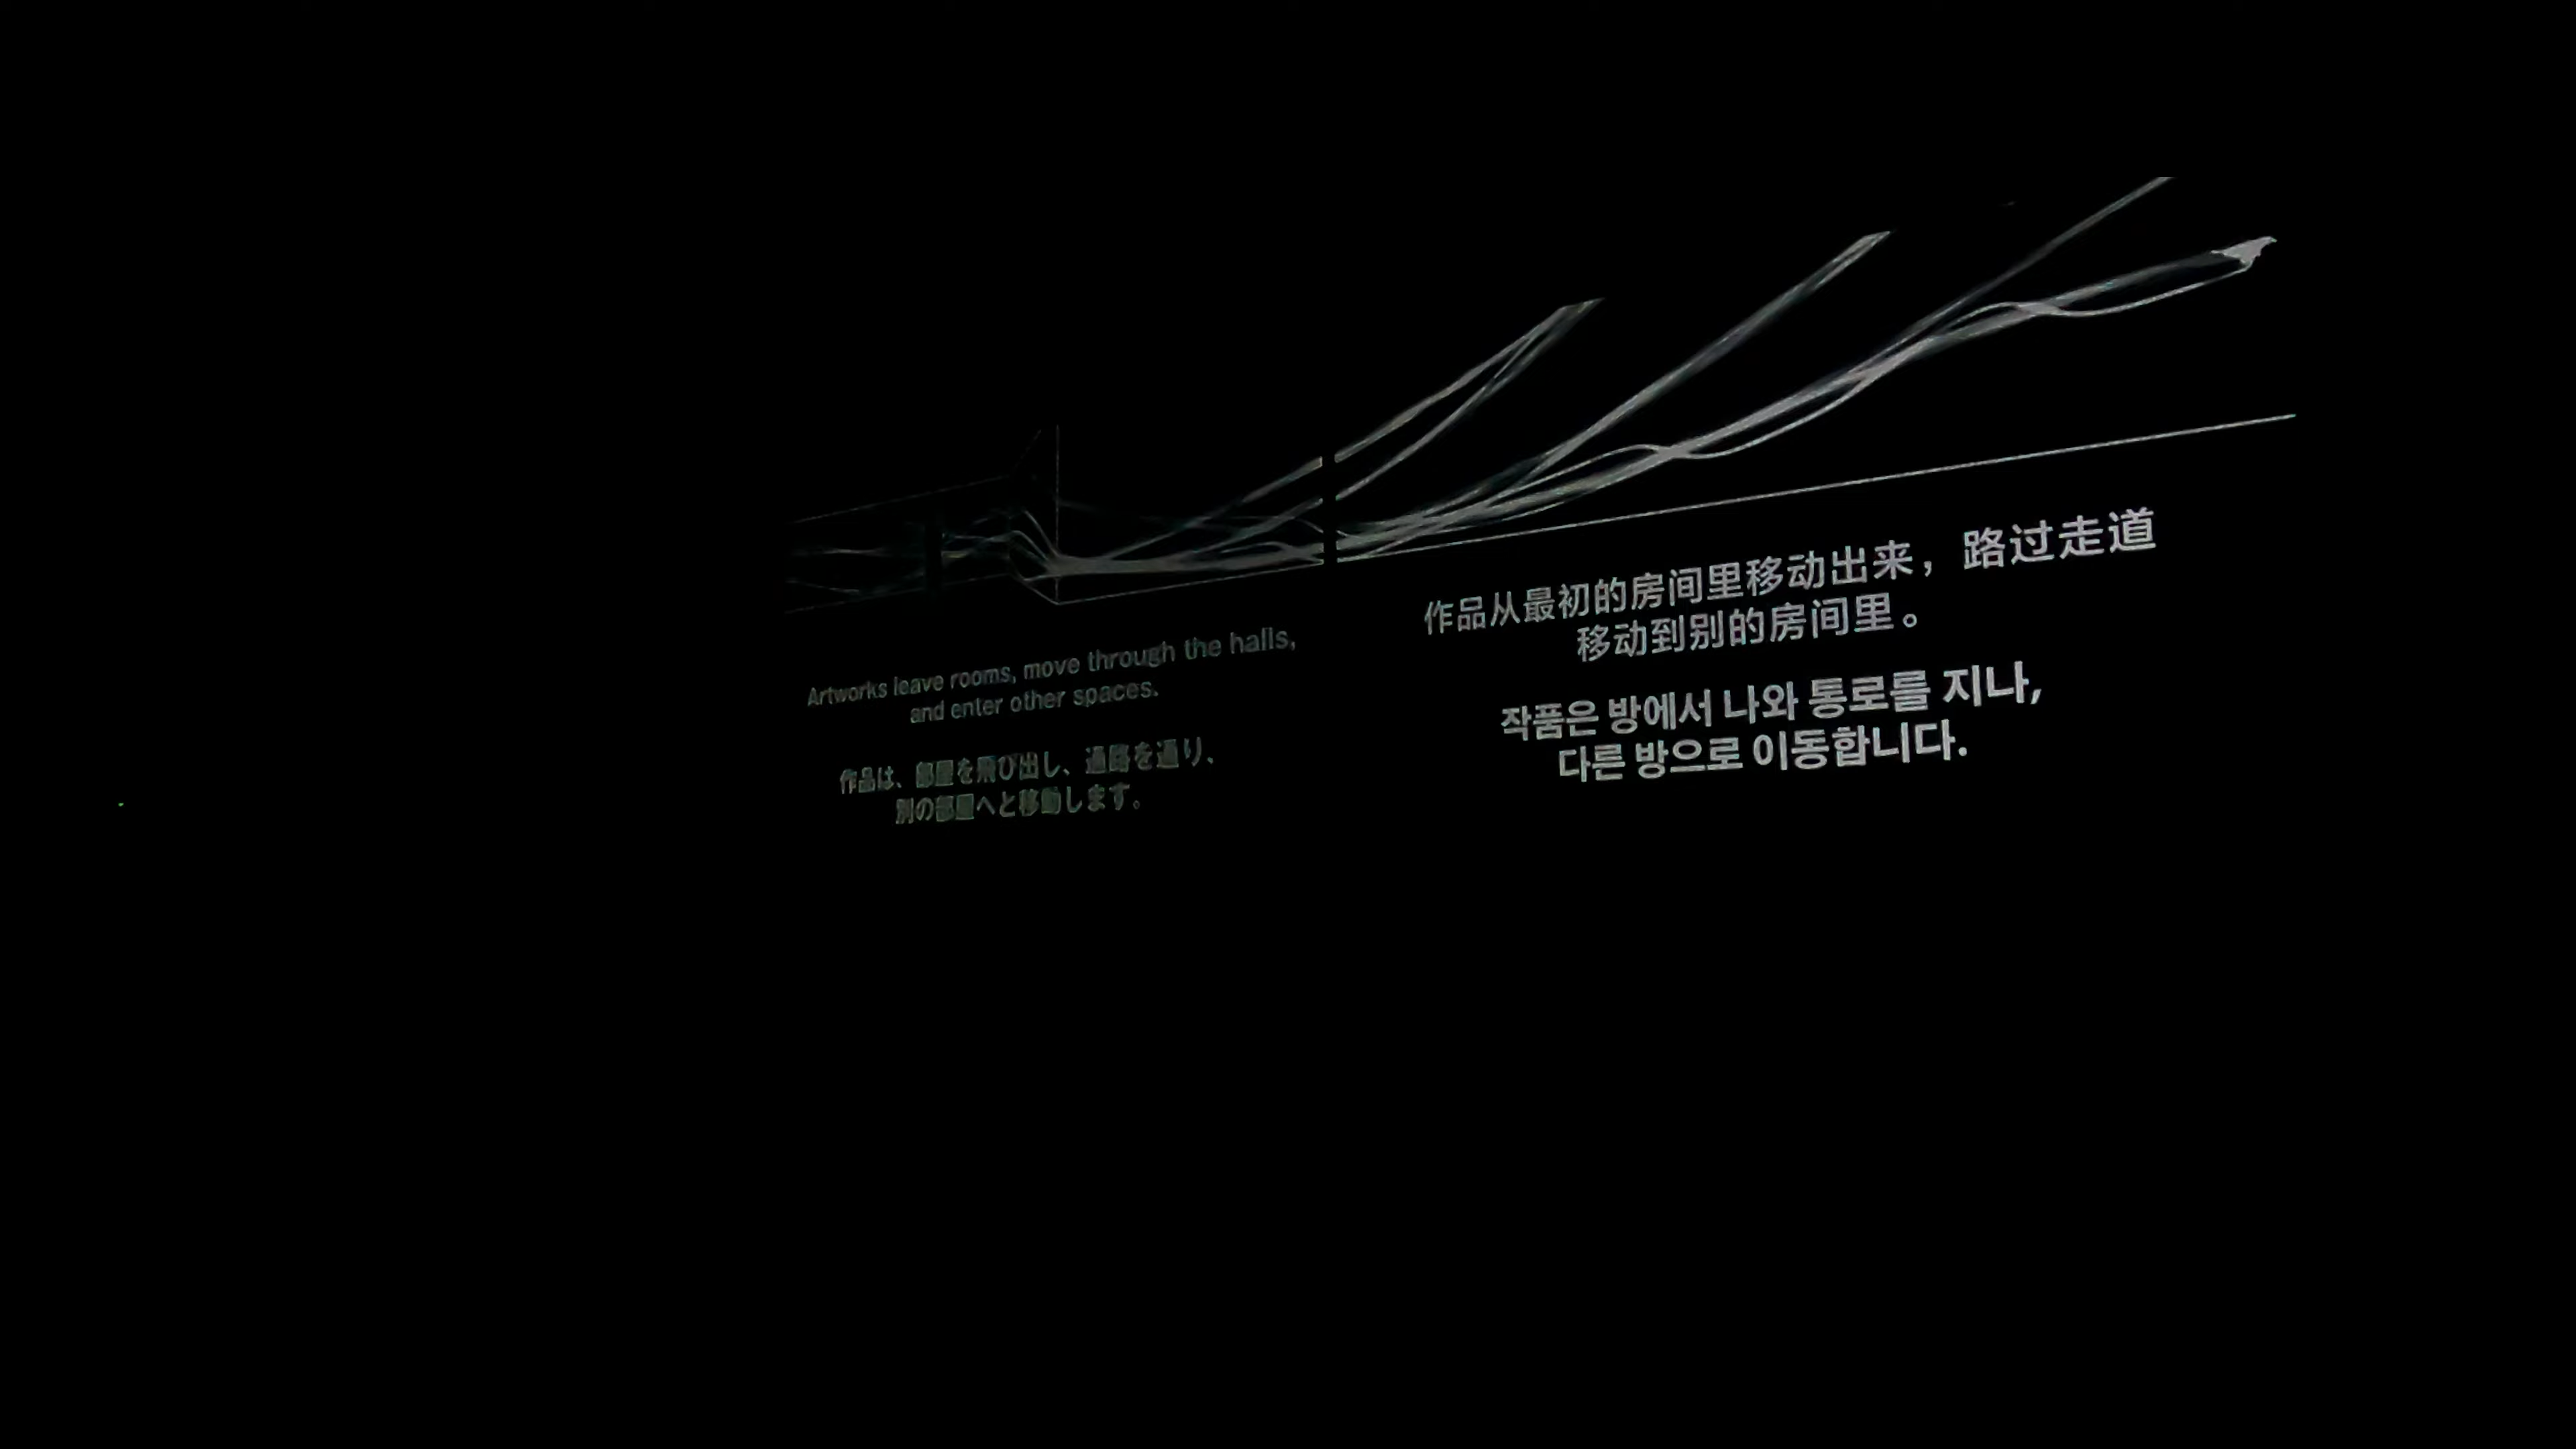 Artworks leave rooms, move through the halls,
and enter other spaces.
作品は、部屋を飛び出し、通路を通り、
別の部屋へと移動します。
作品从最初的房间里移动出来，路过走道
移动到别的房间里。
작품은 방에서 나와 통로를 지나,
다른 방으로 이동합니다.